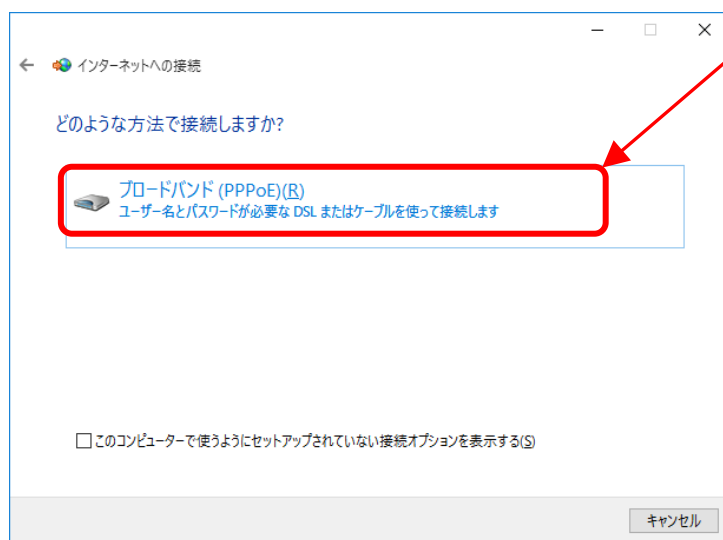 インターネットへの接続
どのような方法で接続しますか?
ブロードバンド (PPPoE)(R)
ユーザー名とパスワードが必要な DSL またはケーブルを使って接続します
このコンピューターで使うようにセットアップされていない接続オプションを表示する(S)
キャンセル